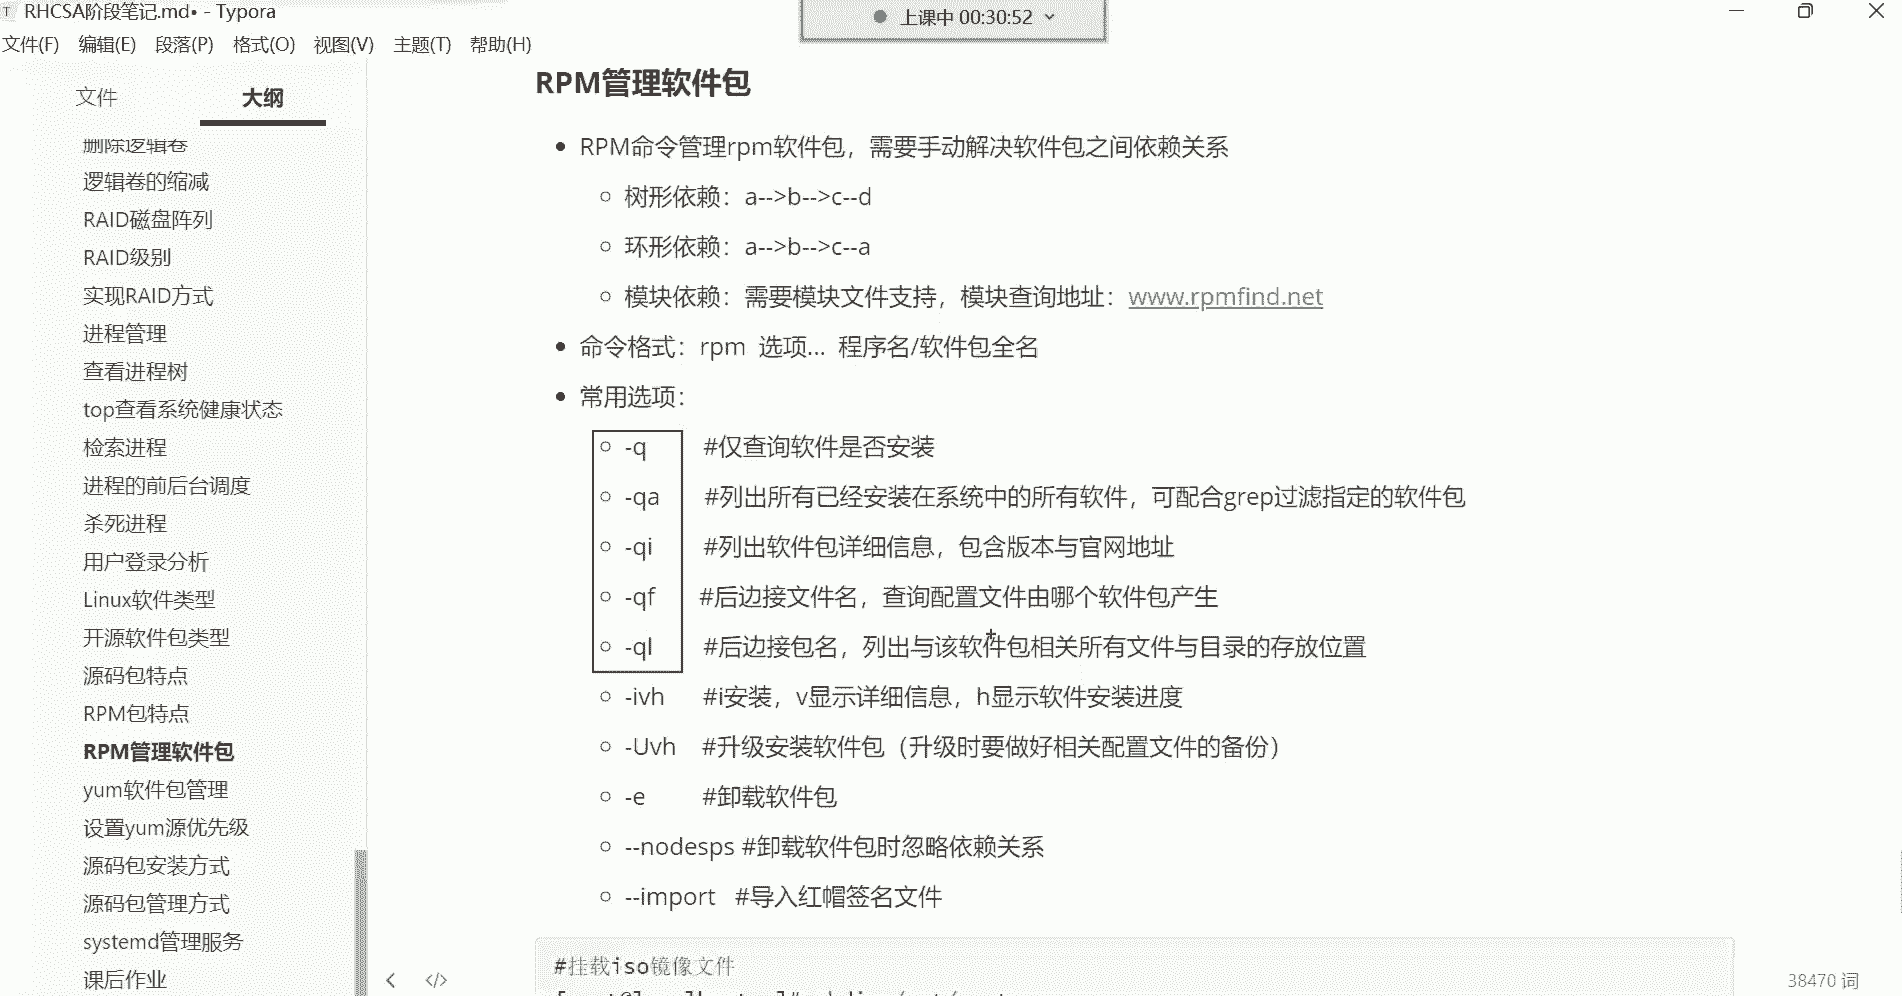 RHCSA阶段笔记.md• - Typora
上课中 00:30:52
文件(F) 编辑(E) 段落(P) 格式(O) 视图(V) 主题(T) 帮助(H)
文件 大纲
删除逻辑卷
逻辑卷的缩减
RAID磁盘阵列
RAID级别
实现RAID方式
进程管理
查看进程树
top查看系统健康状态
检索进程
进程的前后台调度
杀死进程
用户登录分析
Linux软件类型
开源软件包类型
源码包特点
RPM包特点
RPM管理软件包
yum软件包管理
设置yum源优先级
源码包安装方式
源码包管理方式
systemd管理服务
课后作业
RPM管理软件包
RPM命令管理rpm软件包，需要手动解决软件包之间依赖关系
树形依赖：a-->b-->c--d
环形依赖：a-->b-->c--a
模块依赖：需要模块文件支持，模块查询地址：www.rpmfind.net
命令格式：rpm 选项... 程序名/软件包全名
常用选项：
-q #仅查询软件是否安装
-qa #列出所有已经安装在系统中的所有软件，可配合grep过滤指定的软件包
-qi #列出软件包详细信息，包含版本与官网地址
-qf #后边接文件名，查询配置文件由哪个软件包产生
-ql #后边接包名，列出与该软件包相关所有文件与目录的存放位置
-ivh #i安装，v显示详细信息，h显示软件安装进度
-Uvh #升级安装软件包（升级时要做好相关配置文件的备份）
-e #卸载软件包
--nodesps #卸载软件包时忽略依赖关系
--import #导入红帽签名文件
#挂载iso镜像文件
38470 词